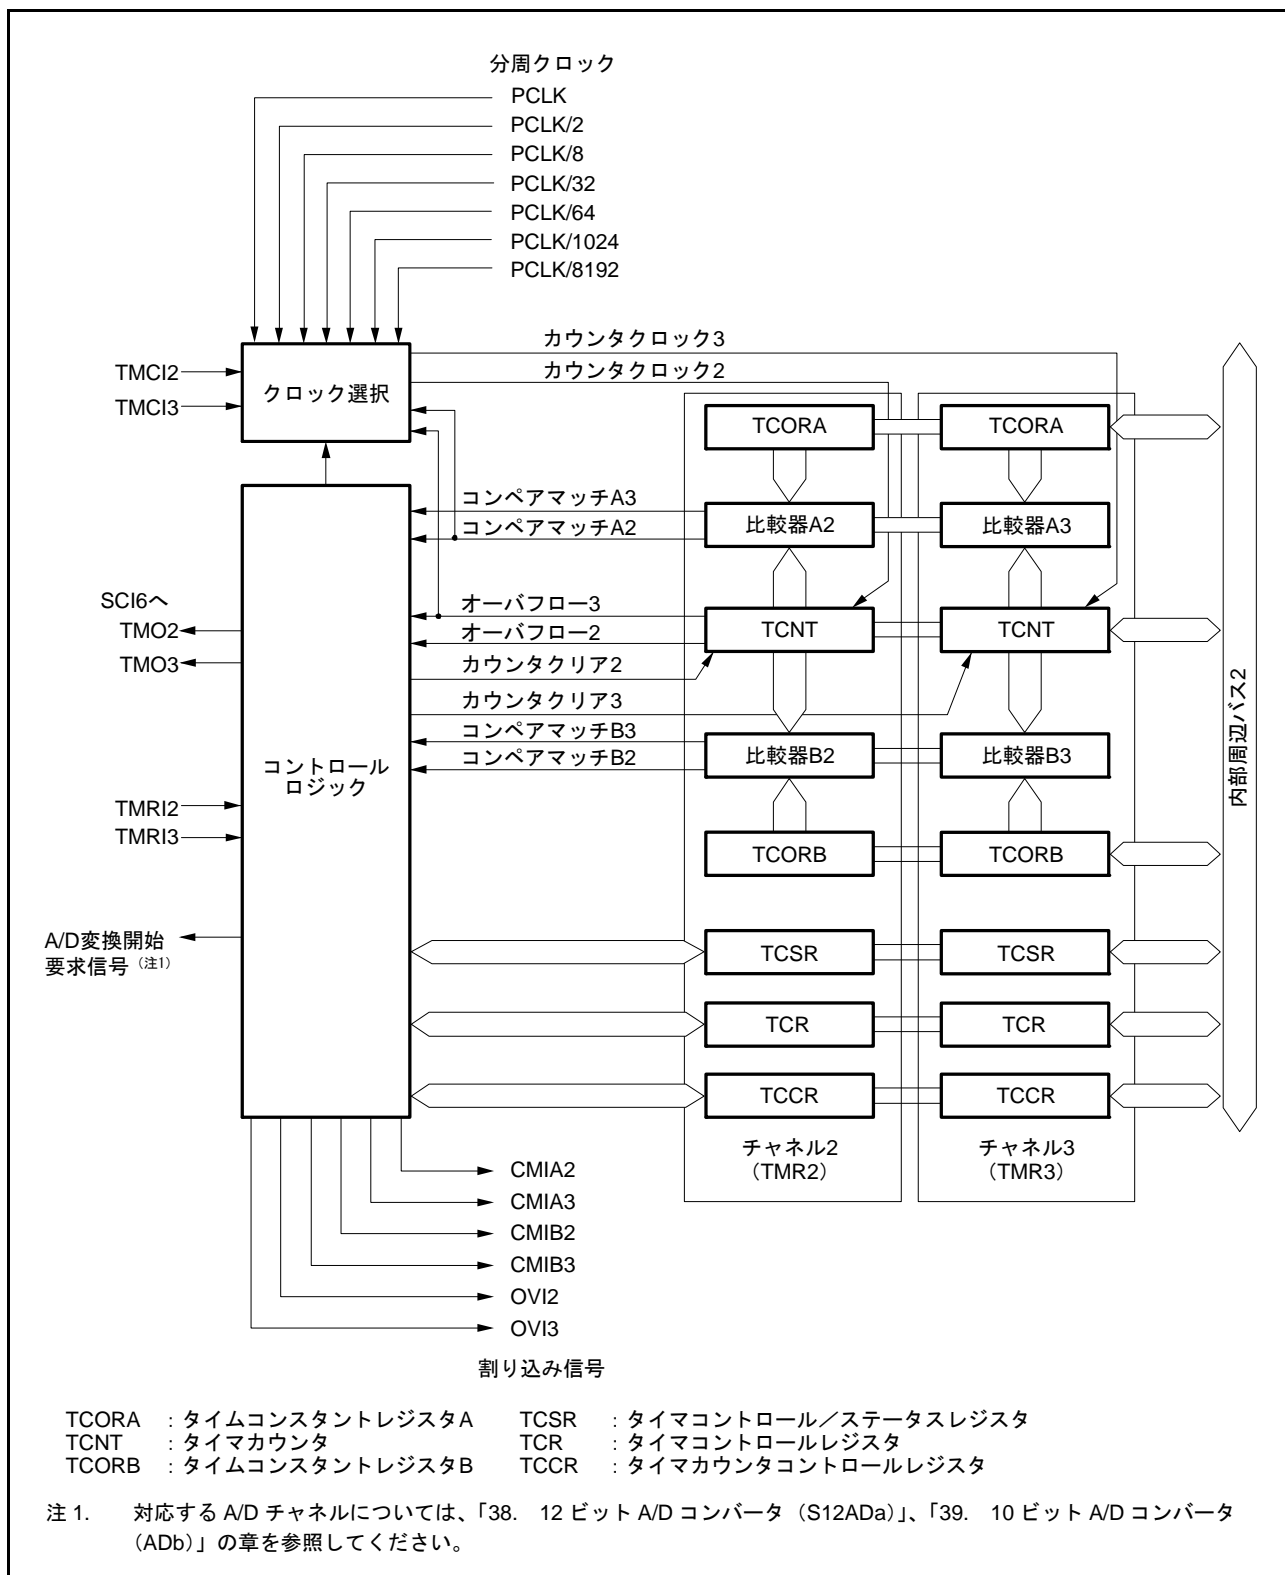 分周クロック
PCLK
PCLK/2
PCLK/8
PCLK/32
PCLK/64
PCLK/1024
PCLK/8192
カウンタクロック3
カウンタクロック2
TMCI2
TMCI3
クロック選択
TCORA
TCORA
コンペアマッチA3
コンペアマッチA2
比較器A2
比較器A3
SCI6へ
TMO2
TMO3
オーバフロー3
オーバフロー2
カウンタクリア2
カウンタクリア3
TCNT
TCNT
コンペアマッチB3
コンペアマッチB2
比較器B2
比較器B3
コントロール
ロジック
TMRI2
TMRI3
TCORB
TCORB
内部周辺バス2
A/D変換開始
要求信号（注1）
TCSR
TCSR
TCR
TCR
TCCR
TCCR
チャネル2
（TMR2）
チャネル3
（TMR3）
CMIA2
CMIA3
CMIB2
CMIB3
OVI2
OVI3
割り込み信号
TCORA ：タイムコンスタントレジスタA TCSR ：タイマコントロール／ステータスレジスタ
TCNT ：タイマカウンタ TCR ：タイマコントロールレジスタ
TCORB ：タイムコンスタントレジスタB TCCR ：タイマカウンタコントロールレジスタ
注 1. 対応する A/D チャネルについては、「38. 12 ビット A/D コンバータ（S12ADa）」、「39. 10 ビット A/D コンバータ
（ADb）」の章を参照してください。